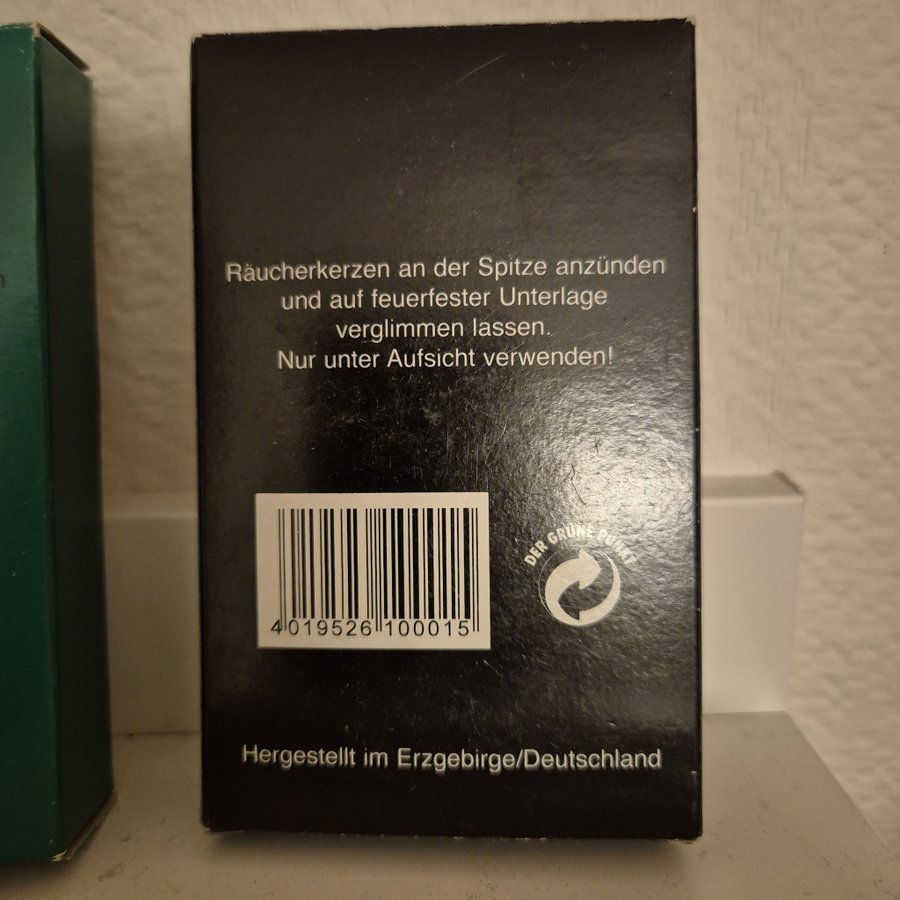 Räucherkerzen an der Spitze anzünden
und auf feuerfester Unterlage
verglimmen lassen.
Nur unter Aufsicht verwenden!
DER GRÜNE PUNKT
4 019526 100015
Hergestellt im Erzgebirge/Deutschland